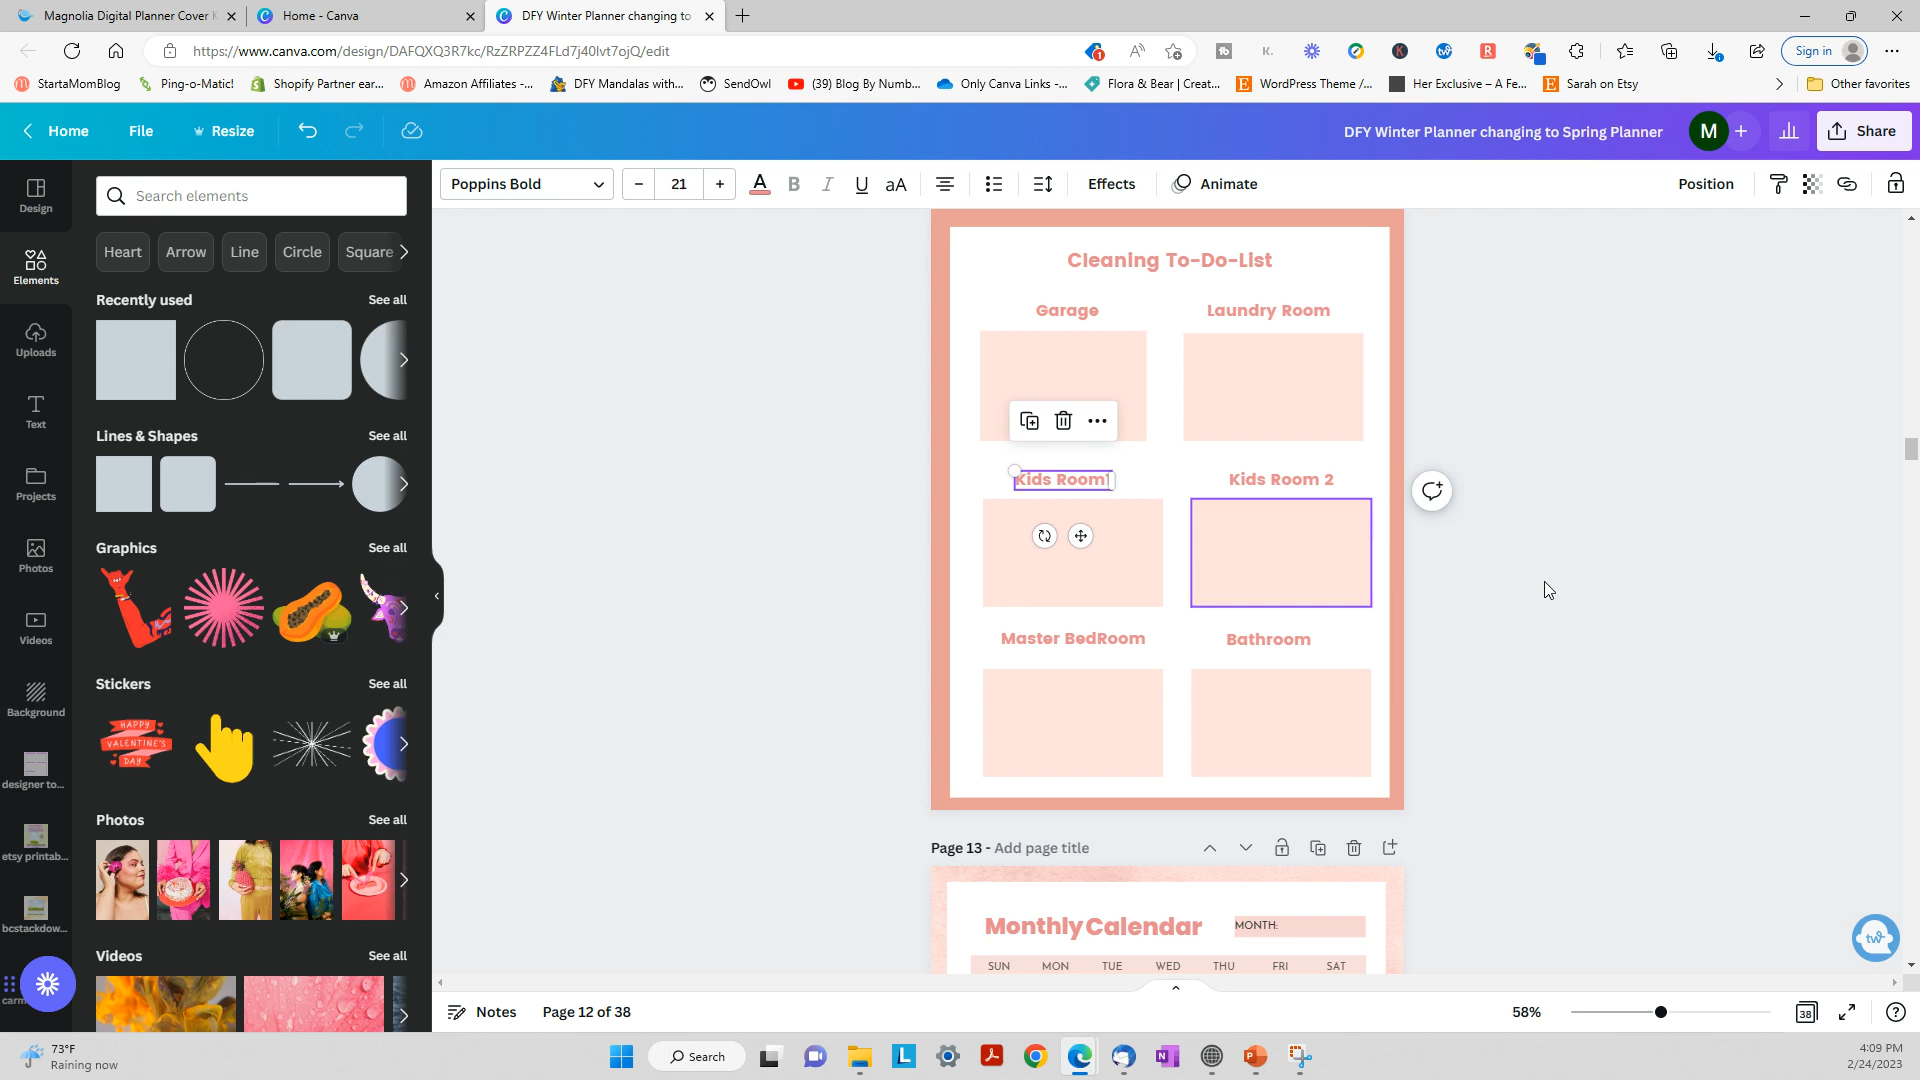 Magnolia Digital Planner Cover K
Home - Canva
DFY Winter Planner changing to
https://www.canva.com/design/DAFQXQ3R7kc/RzZRPZZ4FLd7j40lvt7ojQ/edit
Sign in
StartaMomBlog
Ping-o-Matic!
Shopify Partner ear...
Amazon Affiliates -...
DFY Mandalas with...
SendOwl
(39) Blog By Numb...
Only Canva Links -...
Flora & Bear | Creat...
WordPress Theme /...
Her Exclusive – A Fe...
Sarah on Etsy
Other favorites
Home
File
Resize
DFY Winter Planner changing to Spring Planner
M
Share
Poppins Bold
21
A
B
I
U
aA
Effects
Animate
Position
Design
Elements
Uploads
Text
Projects
Photos
Videos
Background
designer to...
etsy printab...
bcstackdow...
carm
Search elements
Heart
Arrow
Line
Circle
Square
Recently used
See all
Lines & Shapes
See all
Graphics
See all
Stickers
See all
HAPPY
VALENTINE'S
DAY
Photos
See all
Videos
See all
Cleaning To-Do-List
Garage
Laundry Room
Kids Room1
Kids Room 2
Master BedRoom
Bathroom
Page 13 - Add page title
Monthly Calendar
MONTH:
SUN MON TUE WED THU FRI SAT
Notes
Page 12 of 38
58%
38
73°F
Raining now
Search
4:09 PM
2/24/2023